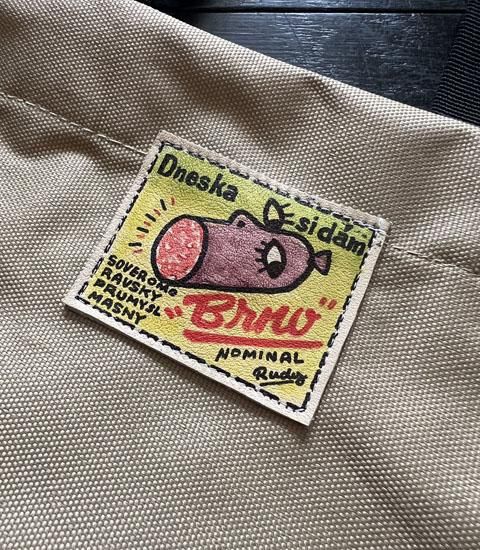 Dneska
si dám
SOVEROMO
RAVSKY
PRUMYSL
MASNY
"Brno"
NOMINAL
Rudy